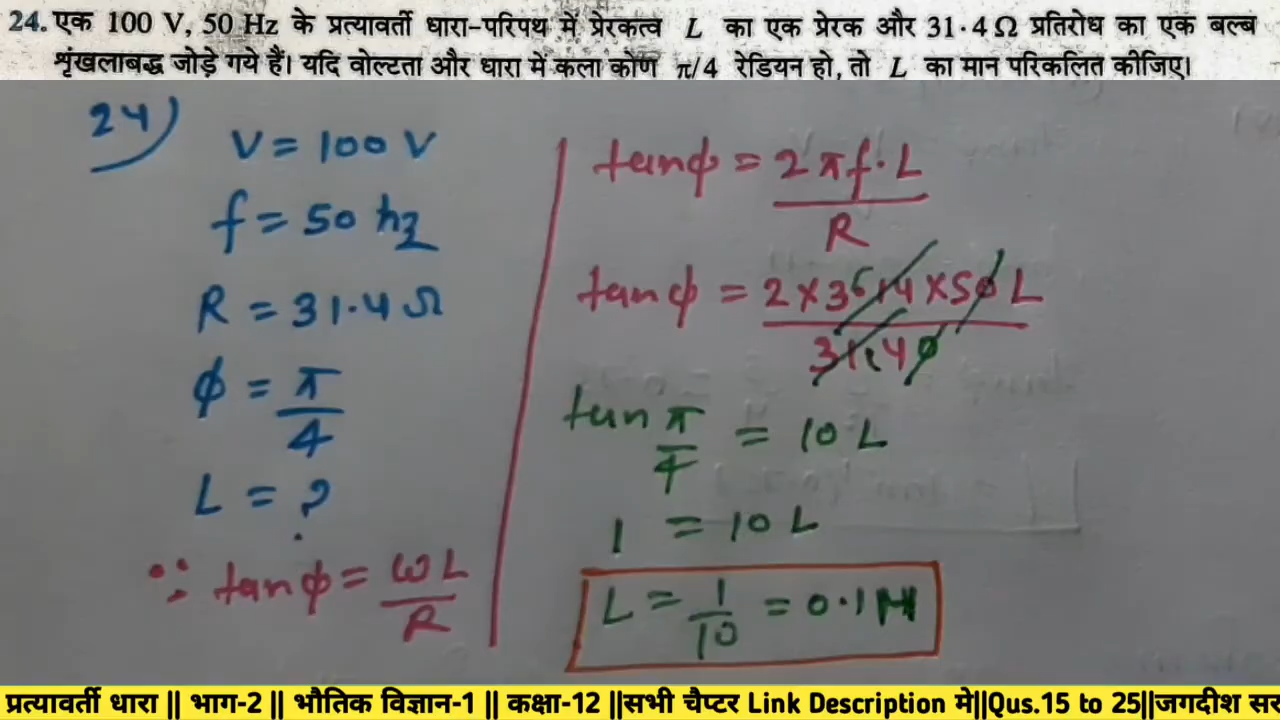 24. एक 100 V, 50 Hz के प्रत्यावर्ती धारा-परिपथ में प्रेरकत्व L का एक प्रेरक और 31·4 Ω प्रतिरोध का एक बल्ब
शृंखलाबद्ध जोड़े गये हैं। यदि वोल्टता और धारा में कला कोण π/4 रेडियन हो, तो L का मान परिकलित कीजिए।
24)
V = 100 V
f = 50 hz
R = 31.4 Ω
ϕ = π/4
L = ?
∵ tanϕ = ωL/R
tanϕ = 2πf·L/R
tanϕ = 2×3.14×50 L/31.40
tan π/4 = 10 L
1 = 10 L
L = 1/10 = 0.1 H
प्रत्यावर्ती धारा || भाग-2 || भौतिक विज्ञान-1 || कक्षा-12 ||सभी चैप्टर Link Description मे||Qus.15 to 25||जगदीश